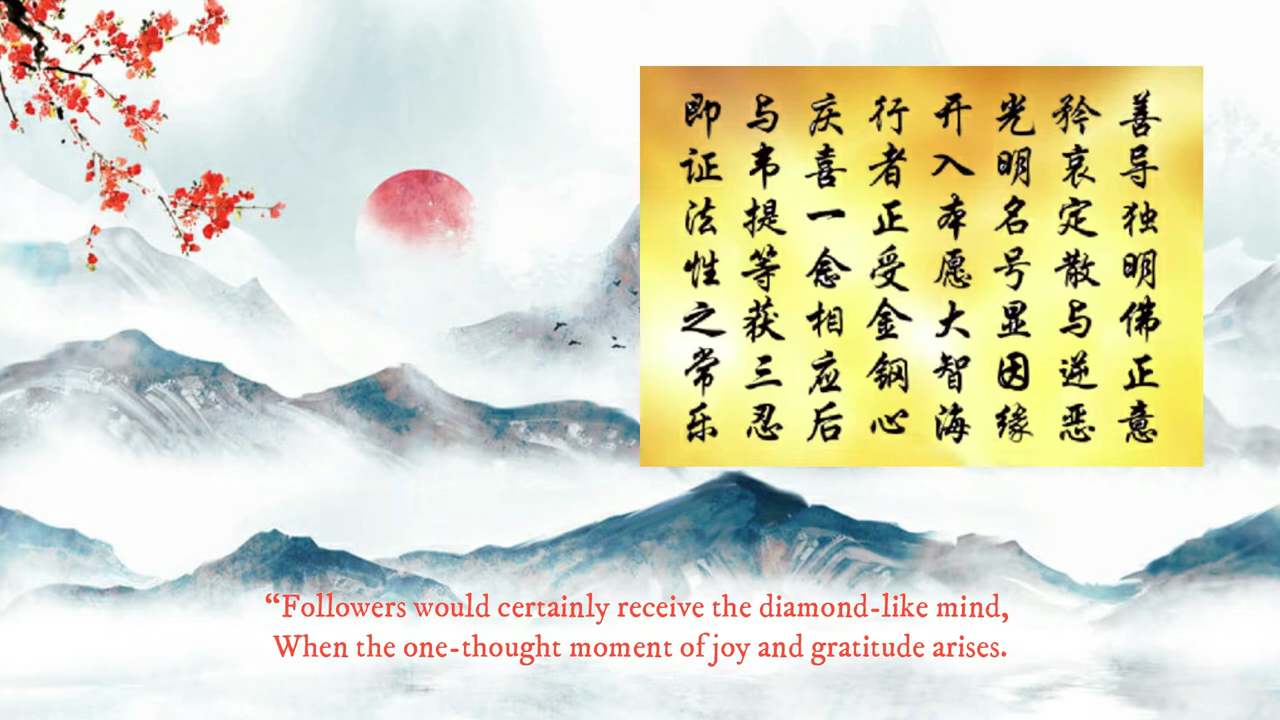 善导独明佛正意
矜哀定散与逆恶
光明名号显因缘
开入本愿大智海
行者正受金钢心
庆喜一念相应后
与韦提等获三忍
即证法性之常乐
“Followers would certainly receive the diamond-like mind,
When the one-thought moment of joy and gratitude arises.